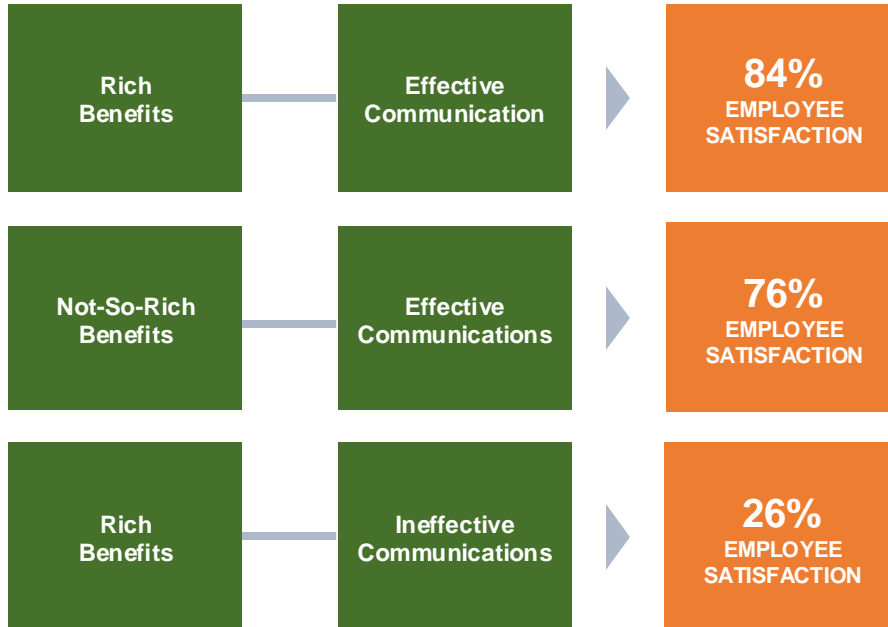 Rich
Benefits
Effective
Communication
84%
EMPLOYEE
SATISFACTION
Not-So-Rich
Benefits
Effective
Communications
76%
EMPLOYEE
SATISFACTION
Rich
Benefits
Ineffective
Communications
26%
EMPLOYEE
SATISFACTION